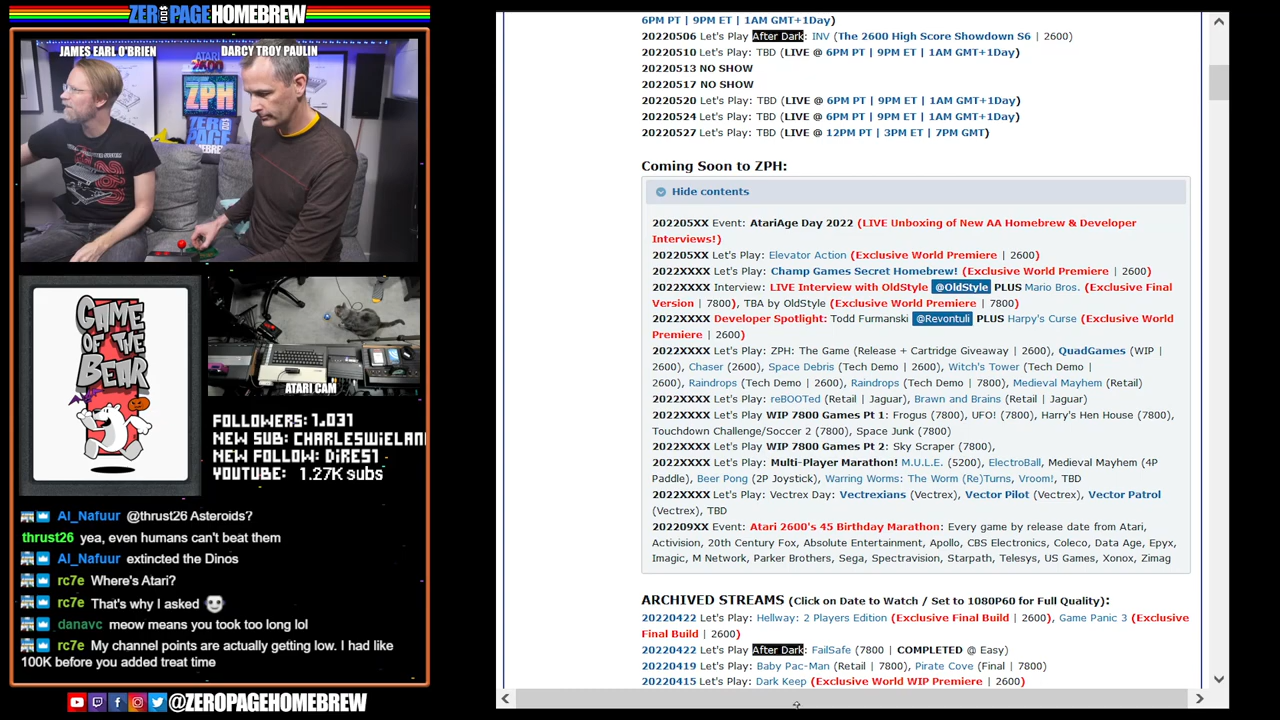 ZEROPAGE HOMEBREW
JAMES EARL O'BRIEN
DARCY TROY PAULIN
ZPH
GAME
OF THE
BEAR
ATARI CAM
FOLLOWERS: 1,031
NEW SUB: CHARLESWIELAN
NEW FOLLOW: DIREST
YOUTUBE: 1.27K subs
Al_Nafuur @thrust26 Asteroids?
thrust26 yea, even humans can't beat them
Al_Nafuur extincted the Dinos
rc7e Where's Atari?
rc7e That's why I asked
danavc meow means you took too long lol
rc7e My channel points are actually getting low. I had like
100K before you added treat time
@ZEROPAGEHOMEBREW
6PM PT | 9PM ET | 1AM GMT+1Day)
20220506 Let's Play After Dark: INV (The 2600 High Score Showdown S6 | 2600)
20220510 Let's Play: TBD (LIVE @ 6PM PT | 9PM ET | 1AM GMT+1Day)
20220513 NO SHOW
20220517 NO SHOW
20220520 Let's Play: TBD (LIVE @ 6PM PT | 9PM ET | 1AM GMT+1Day)
20220524 Let's Play: TBD (LIVE @ 6PM PT | 9PM ET | 1AM GMT+1Day)
20220527 Let's Play: TBD (LIVE @ 12PM PT | 3PM ET | 7PM GMT)
Coming Soon to ZPH:
Hide contents
202205XX Event: AtariAge Day 2022 (LIVE Unboxing of New AA Homebrew & Developer
Interviews!)
202205XX Let's Play: Elevator Action (Exclusive World Premiere | 2600)
2022XXXX Let's Play: Champ Games Secret Homebrew! (Exclusive World Premiere | 2600)
2022XXXX Interview: LIVE Interview with OldStyle @OldStyle PLUS Mario Bros. (Exclusive Final
Version | 7800), TBA by OldStyle (Exclusive World Premiere | 7800)
2022XXXX Developer Spotlight: Todd Furmanski @Revontuli PLUS Harpy's Curse (Exclusive World
Premiere | 2600)
2022XXXX Let's Play: ZPH: The Game (Release + Cartridge Giveaway | 2600), QuadGames (WIP |
2600), Chaser (2600), Space Debris (Tech Demo | 2600), Witch's Tower (Tech Demo |
2600), Raindrops (Tech Demo | 2600), Raindrops (Tech Demo | 7800), Medieval Mayhem (Retail)
2022XXXX Let's Play: reBOOTed (Retail | Jaguar), Brawn and Brains (Retail | Jaguar)
2022XXXX Let's Play WIP 7800 Games Pt 1: Frogus (7800), UFO! (7800), Harry's Hen House (7800),
Touchdown Challenge/Soccer 2 (7800), Space Junk (7800)
2022XXXX Let's Play WIP 7800 Games Pt 2: Sky Scraper (7800),
2022XXXX Let's Play: Multi-Player Marathon! M.U.L.E. (5200), ElectroBall, Medieval Mayhem (4P
Paddle), Beer Pong (2P Joystick), Warring Worms: The Worm (Re)Turns, Vroom!, TBD
2022XXXX Let's Play: Vectrex Day: Vectrexians (Vectrex), Vector Pilot (Vectrex), Vector Patrol
(Vectrex), TBD
202209XX Event: Atari 2600's 45 Birthday Marathon: Every game by release date from Atari,
Activision, 20th Century Fox, Absolute Entertainment, Apollo, CBS Electronics, Coleco, Data Age, Epyx,
Imagic, M Network, Parker Brothers, Sega, Spectravision, Starpath, Telesys, US Games, Xonox, Zimag
ARCHIVED STREAMS (Click on Date to Watch / Set to 1080P60 for Full Quality):
20220422 Let's Play: Hellway: 2 Players Edition (Exclusive Final Build | 2600), Game Panic 3 (Exclusive
Final Build | 2600)
20220422 Let's Play After Dark: FailSafe (7800 | COMPLETED @ Easy)
20220419 Let's Play: Baby Pac-Man (Retail | 7800), Pirate Cove (Final | 7800)
20220415 Let's Play: Dark Keep (Exclusive World WIP Premiere | 2600)